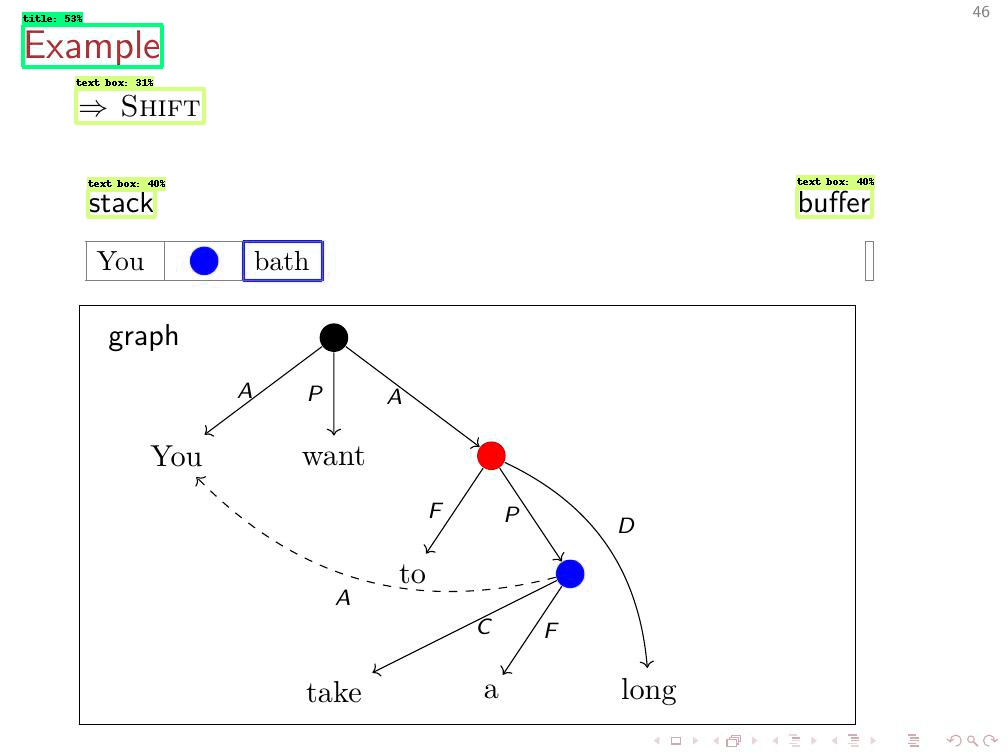 46
title: 53%
Example
text box: 31%
⇒ SHIFT
text box: 40%
stack
text box: 40%
buffer
You bath
graph
A P A
You want
F P D
to
A C F
take a long